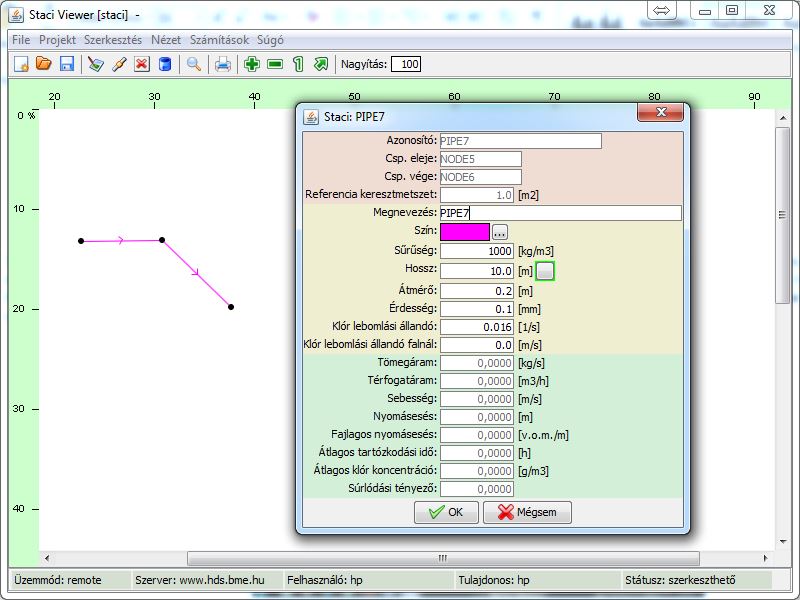 Staci Viewer [staci] -
File Projekt Szerkesztés Nézet Számítások Súgó
Nagyítás: 100
20 30 40 50 60 70 80 90
0 %
10
20
30
40
Staci: PIPE7
Azonosító: PIPE7
Csp. eleje: NODE5
Csp. vége: NODE6
Referencia keresztmetszet: 1.0 [m2]
Megnevezés: PIPE7
Szín: ...
Sűrűség: 1000 [kg/m3]
Hossz: 10.0 [m]
Átmérő: 0.2 [m]
Érdesség: 0.1 [mm]
Klór lebomlási állandó: 0.016 [1/s]
Klór lebomlási állandó falnál: 0.0 [m/s]
Tömegáram: 0,0000 [kg/s]
Térfogatáram: 0,0000 [m3/h]
Sebesség: 0,0000 [m/s]
Nyomásesés: 0,0000 [m]
Fajlagos nyomásesés: 0,0000 [v.o.m./m]
Átlagos tartózkodási idő: 0,0000 [h]
Átlagos klór koncentráció: 0,0000 [g/m3]
Súrlódási tényező: 0,0000
OK Mégsem
Üzemmód: remote Szerver: www.hds.bme.hu Felhasználó: hp Tulajdonos: hp Státusz: szerkeszthető